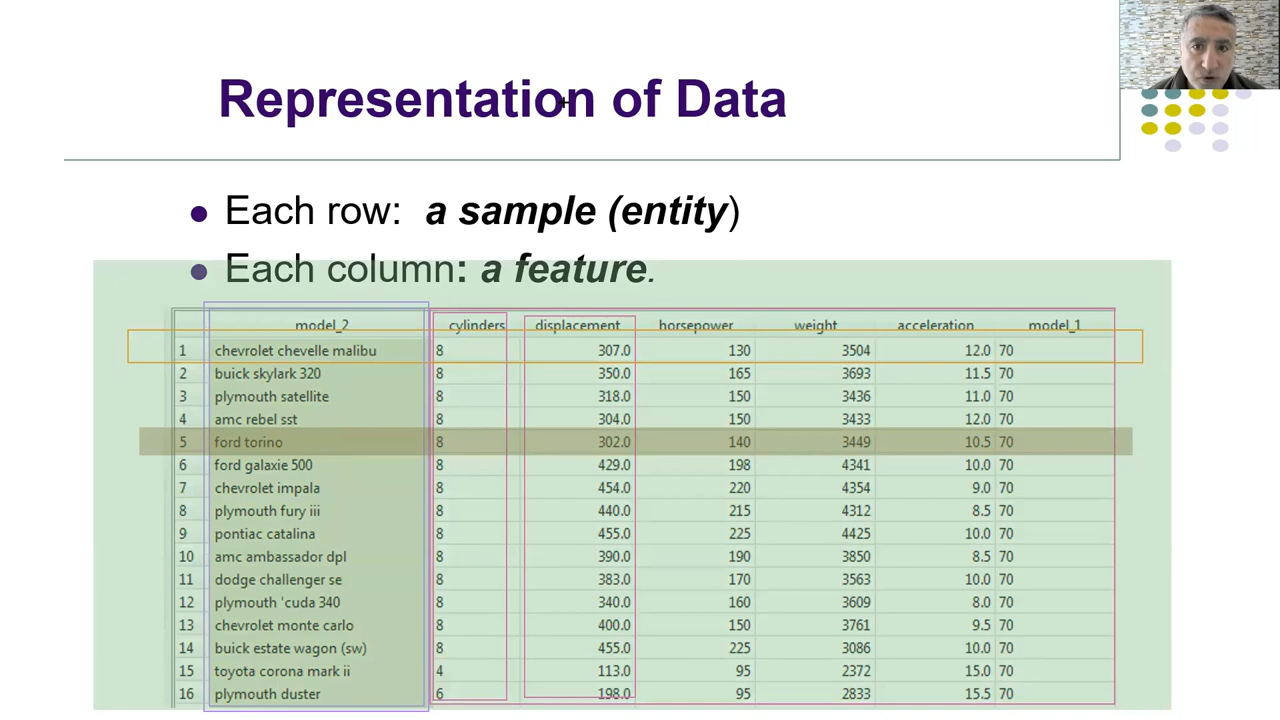 Representation of Data
Each row: a sample (entity)
Each column: a feature.
model_2 cylinders displacement horsepower weight acceleration model_1
1 chevrolet chevelle malibu 8 307.0 130 3504 12.0 70
2 buick skylark 320 8 350.0 165 3693 11.5 70
3 plymouth satellite 8 318.0 150 3436 11.0 70
4 amc rebel sst 8 304.0 150 3433 12.0 70
5 ford torino 8 302.0 140 3449 10.5 70
6 ford galaxie 500 8 429.0 198 4341 10.0 70
7 chevrolet impala 8 454.0 220 4354 9.0 70
8 plymouth fury iii 8 440.0 215 4312 8.5 70
9 pontiac catalina 8 455.0 225 4425 10.0 70
10 amc ambassador dpl 8 390.0 190 3850 8.5 70
11 dodge challenger se 8 383.0 170 3563 10.0 70
12 plymouth 'cuda 340 8 340.0 160 3609 8.0 70
13 chevrolet monte carlo 8 400.0 150 3761 9.5 70
14 buick estate wagon (sw) 8 455.0 225 3086 10.0 70
15 toyota corona mark ii 4 113.0 95 2372 15.0 70
16 plymouth duster 6 198.0 95 2833 15.5 70